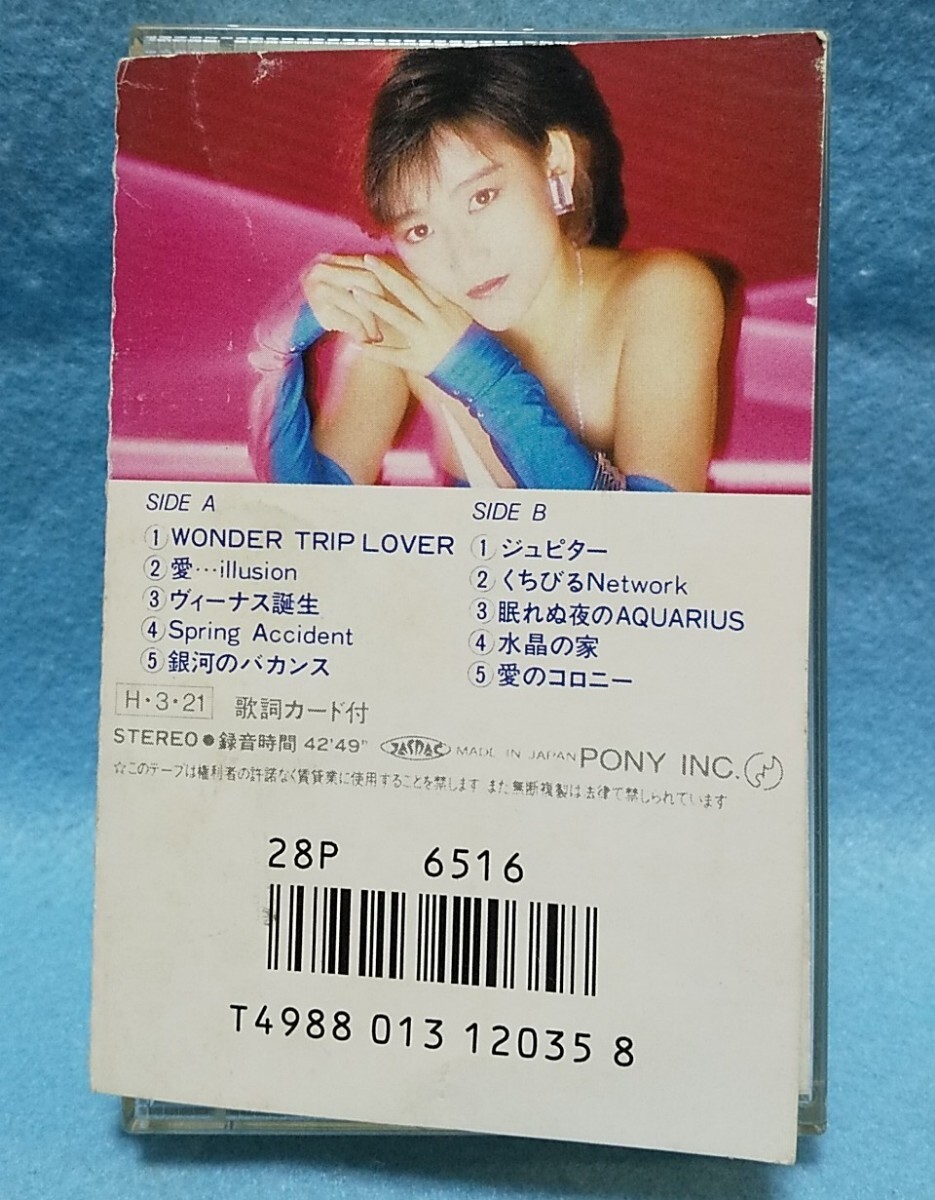 SIDE A
①WONDER TRIP LOVER
②愛…illusion
③ヴィーナス誕生
④Spring Accident
⑤銀河のバカンス
SIDE B
①ジュピター
②くちびるNetwork
③眠れぬ夜のAQUARIUS
④水晶の家
⑤愛のコロニー
H・3・21 歌詞カード付
STEREO●録音時間 42'49" JASRAC MADE IN JAPAN PONY INC.
☆このテープは権利者の許諾なく賃貸業に使用することを禁じます また無断複製は法律で禁じられています
28P 6516
T4988 013 12035 8